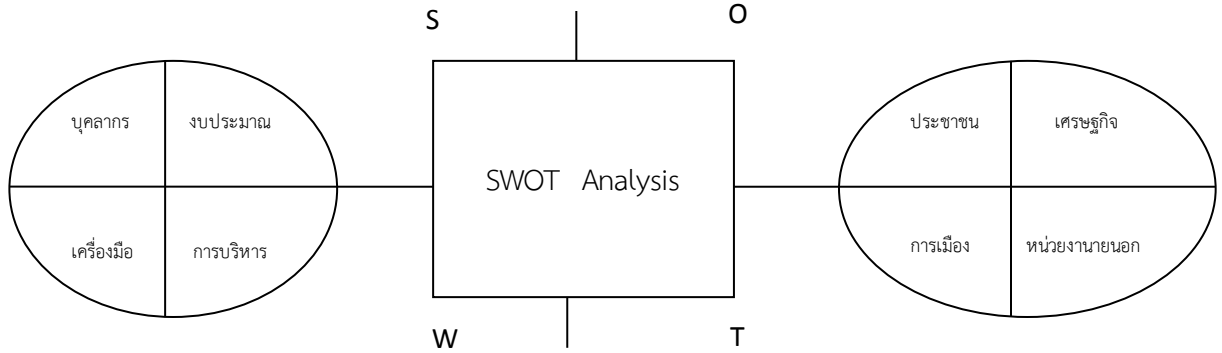 S O
บุคลากร งบประมาณ ประชาชน เศรษฐกิจ
SWOT Analysis
เครื่องมือ การบริหาร การเมือง หน่วยงานายนอก
W T